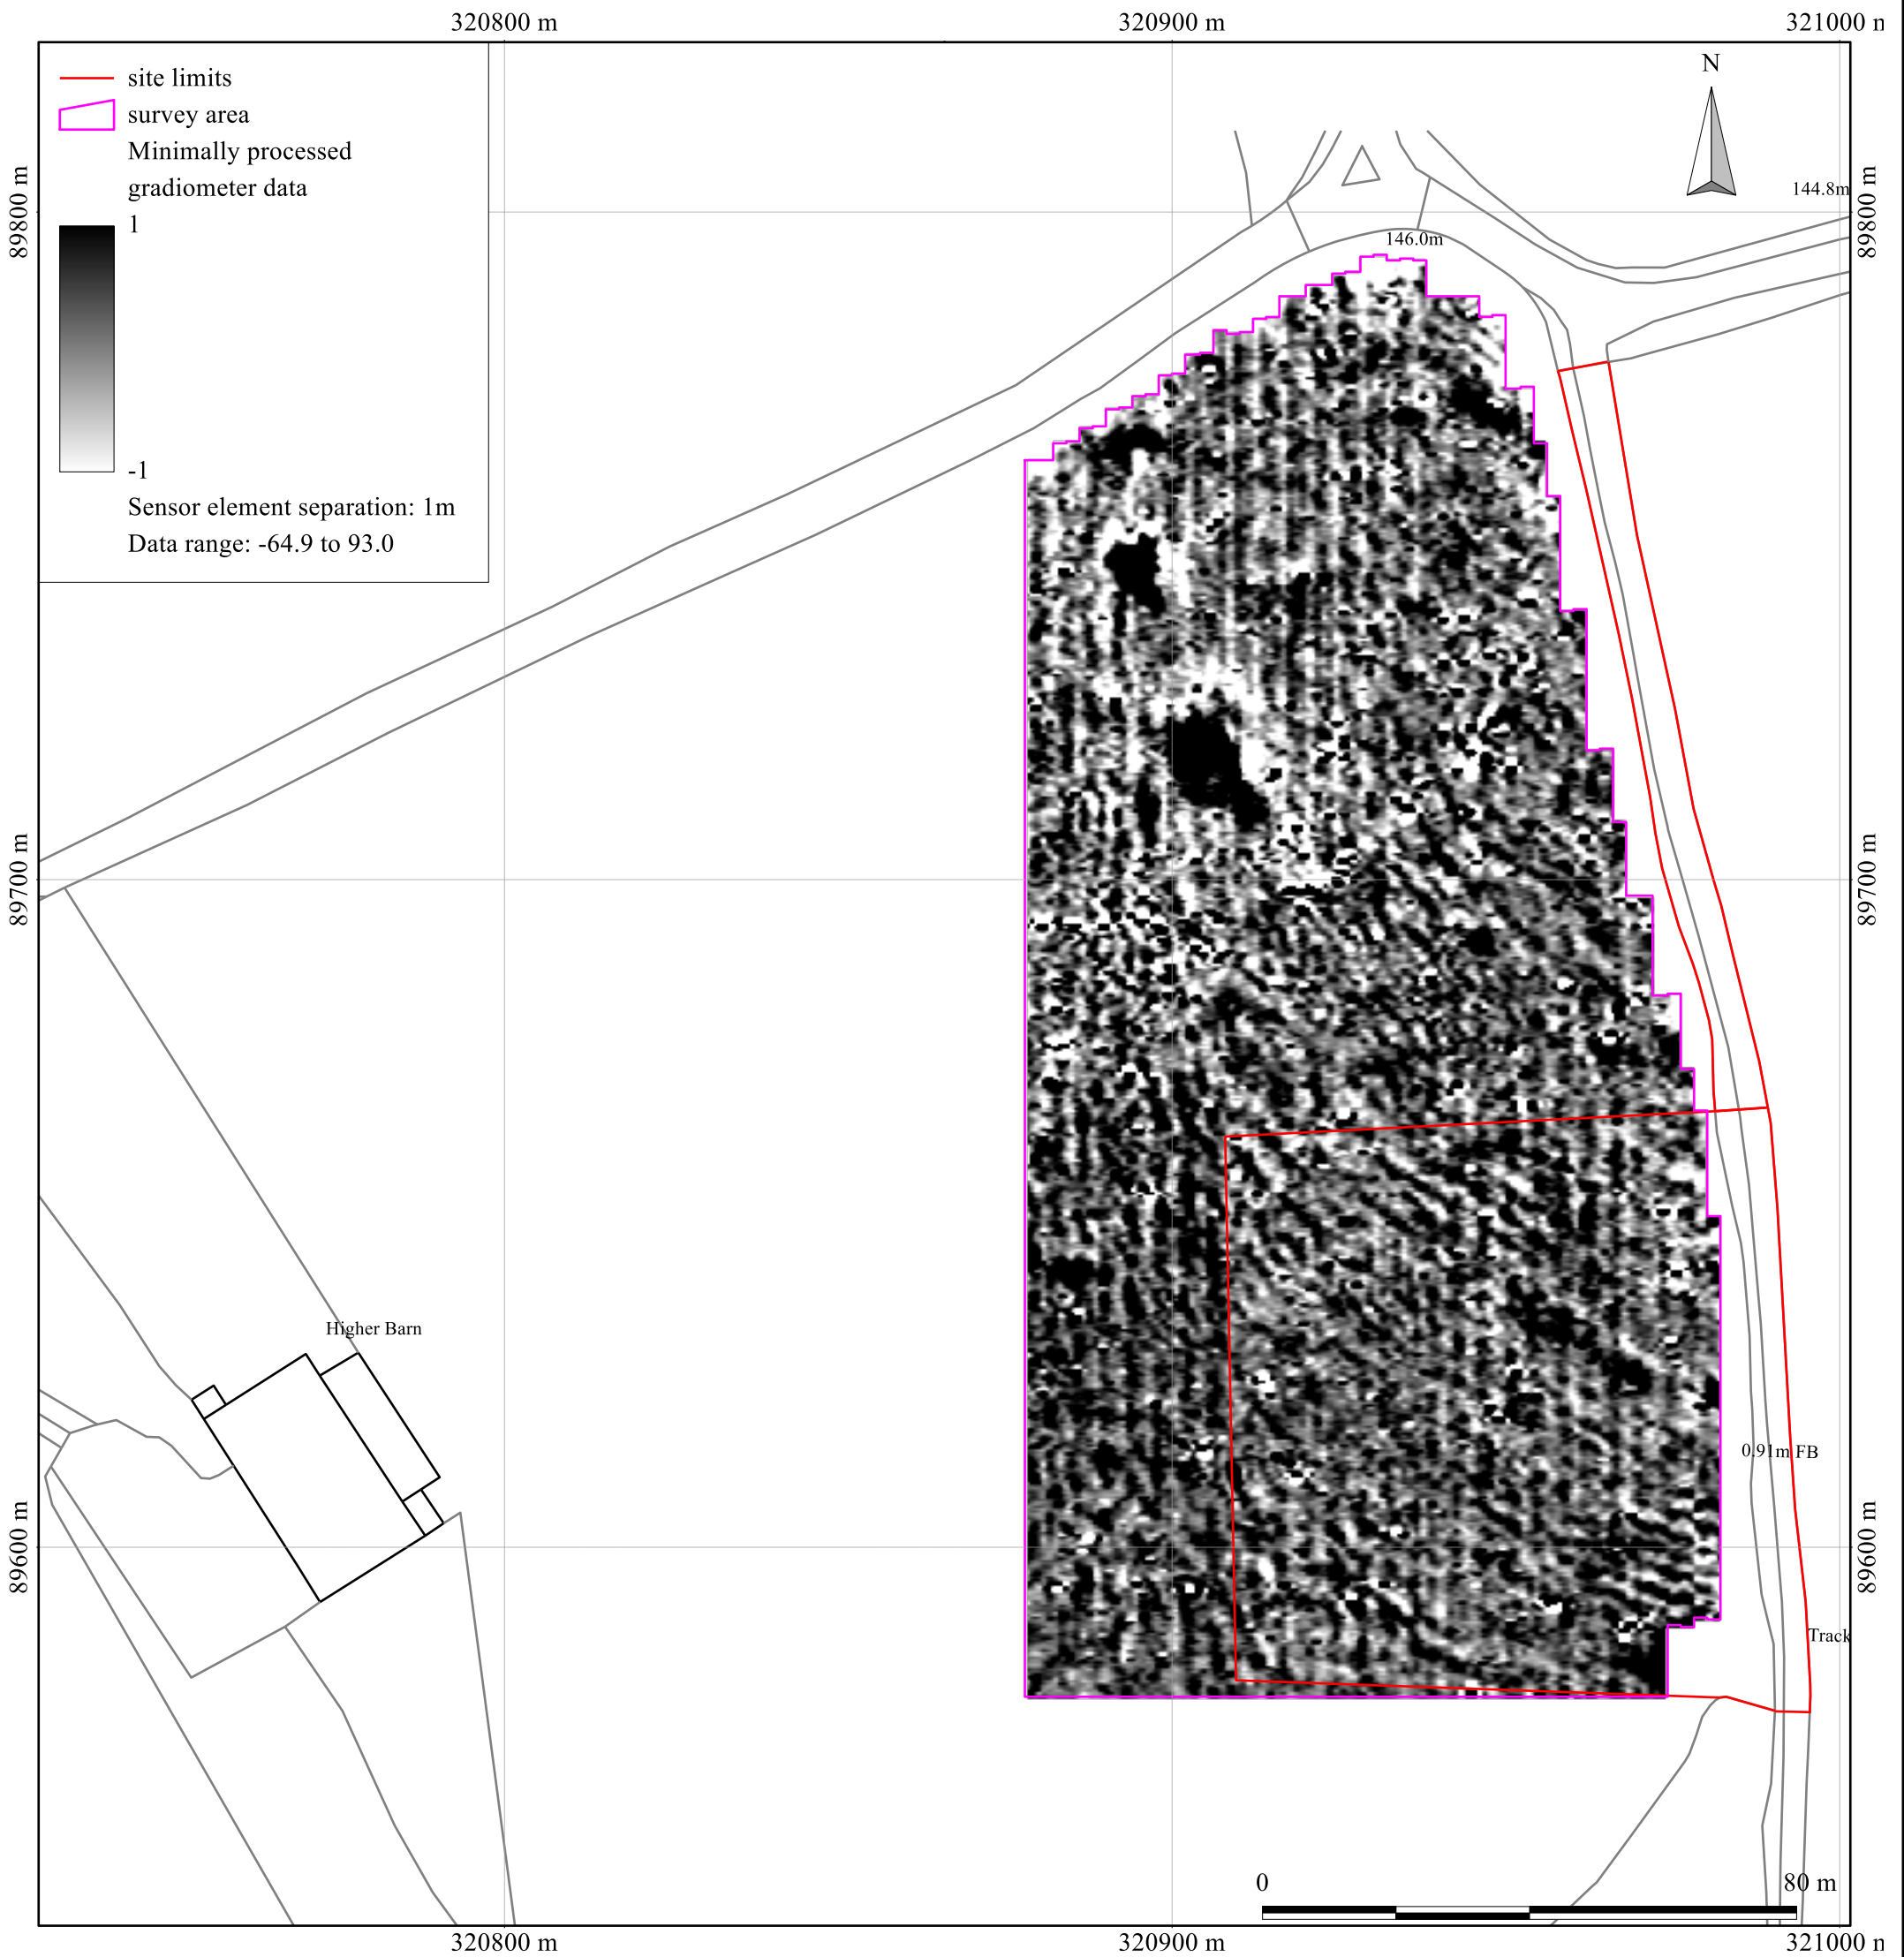 320800 m
320900 m
321000 n
site limits
survey area
Minimally processed
gradiometer data
1
-1
Sensor element separation: 1m
Data range: -64.9 to 93.0
N
144.8m
146.0m
89800 m
89800 m
89700 m
89700 m
Higher Barn
0.91m FB
89600 m
89600 m
Track
0
80 m
320800 m
320900 m
321000 n